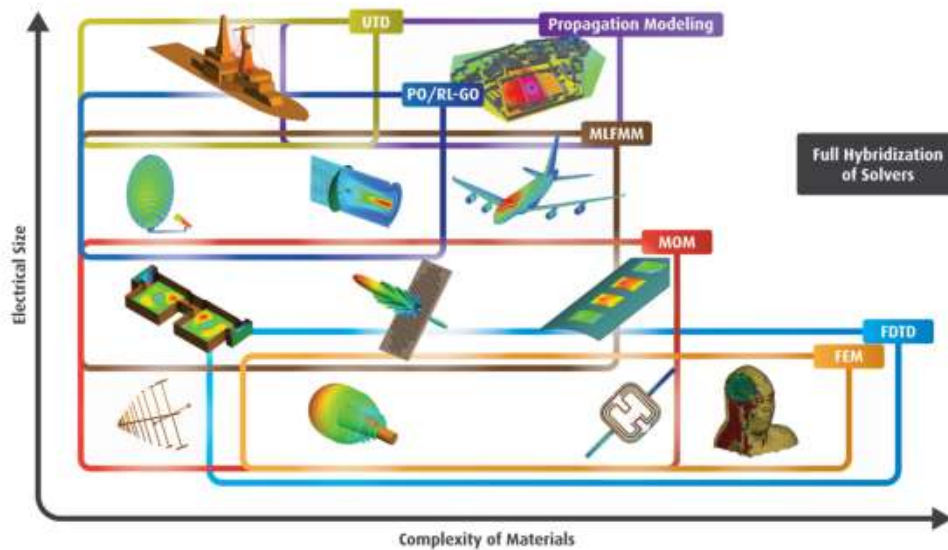 UTD
Propagation Modeling
PO/RL-GO
MLFMM
Full Hybridization
of Solvers
MOM
FDTD
FEM
Electrical Size
Complexity of Materials